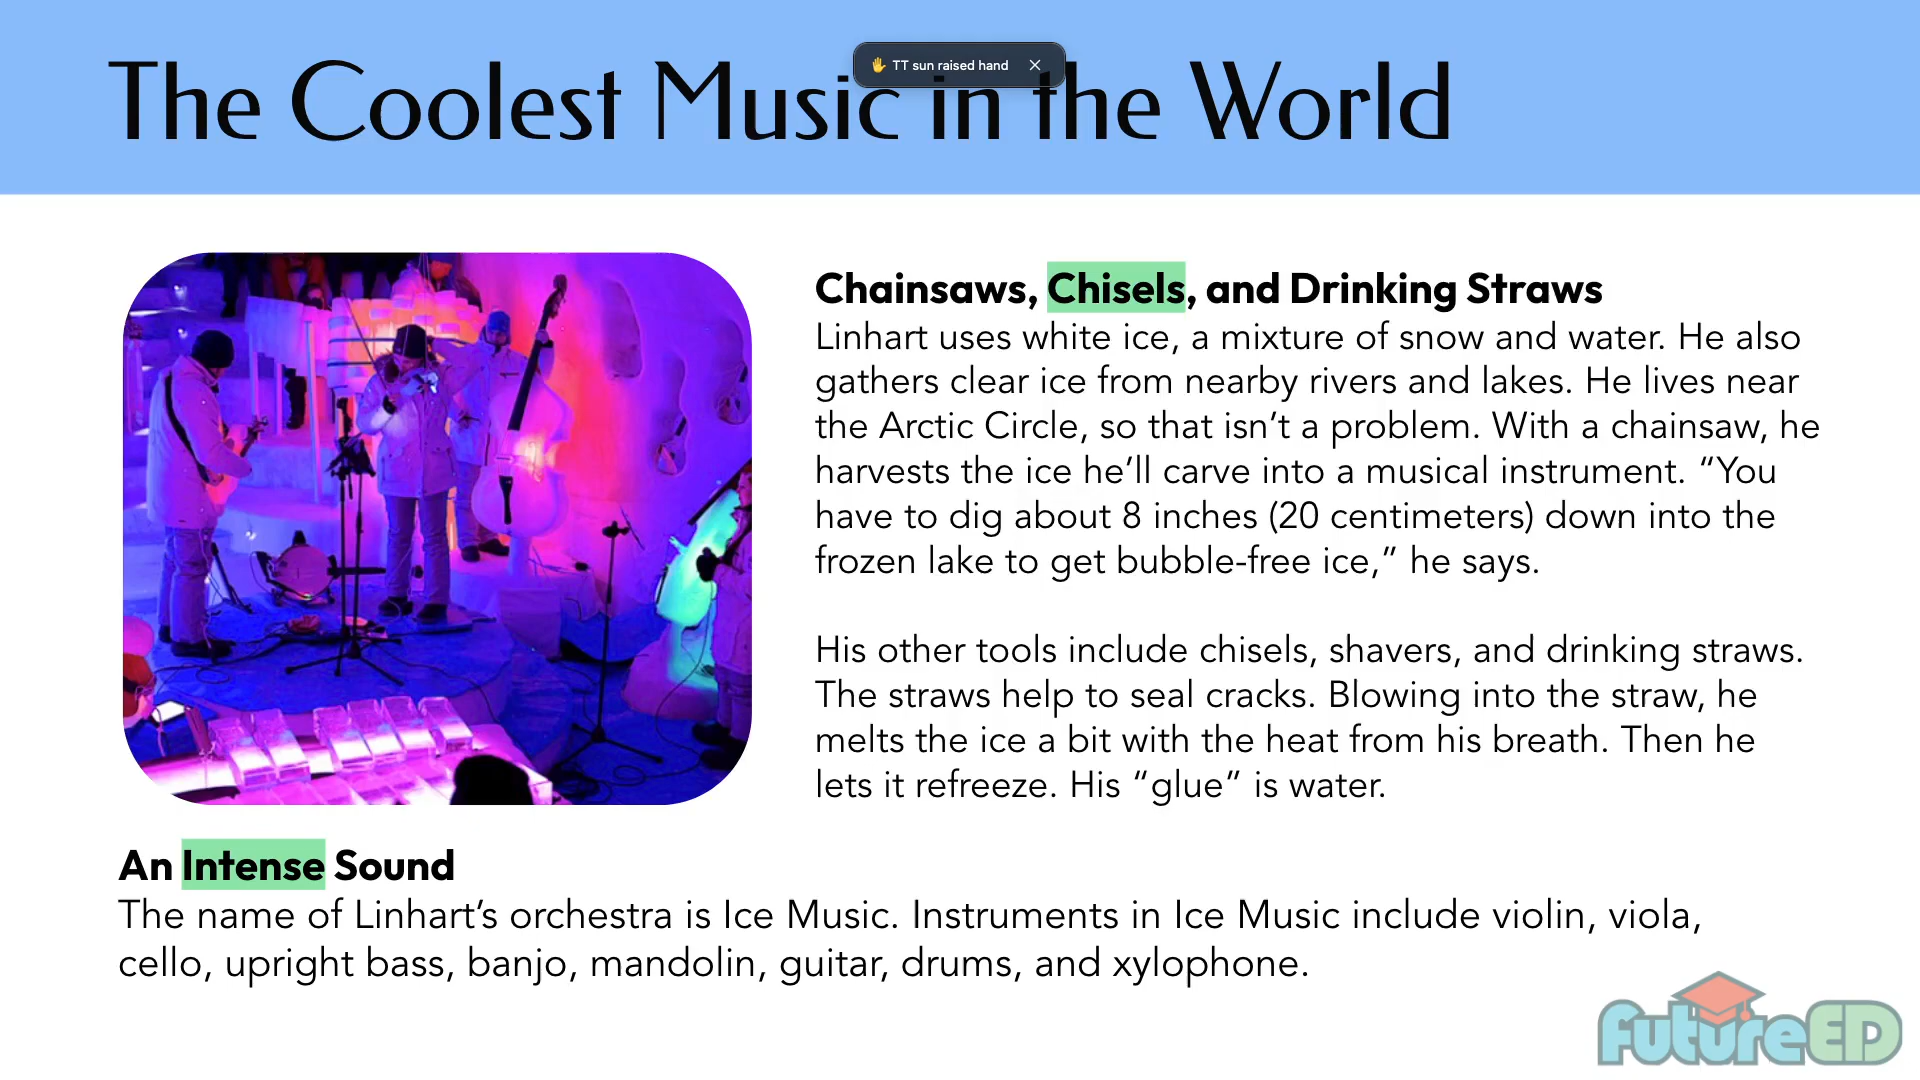 The Coolest Music in the World
✋ TT sun raised hand ×
Chainsaws, Chisels, and Drinking Straws
Linhart uses white ice, a mixture of snow and water. He also
gathers clear ice from nearby rivers and lakes. He lives near
the Arctic Circle, so that isn’t a problem. With a chainsaw, he
harvests the ice he’ll carve into a musical instrument. “You
have to dig about 8 inches (20 centimeters) down into the
frozen lake to get bubble-free ice,” he says.
His other tools include chisels, shavers, and drinking straws.
The straws help to seal cracks. Blowing into the straw, he
melts the ice a bit with the heat from his breath. Then he
lets it refreeze. His “glue” is water.
An Intense Sound
The name of Linhart’s orchestra is Ice Music. Instruments in Ice Music include violin, viola,
cello, upright bass, banjo, mandolin, guitar, drums, and xylophone.
futureED